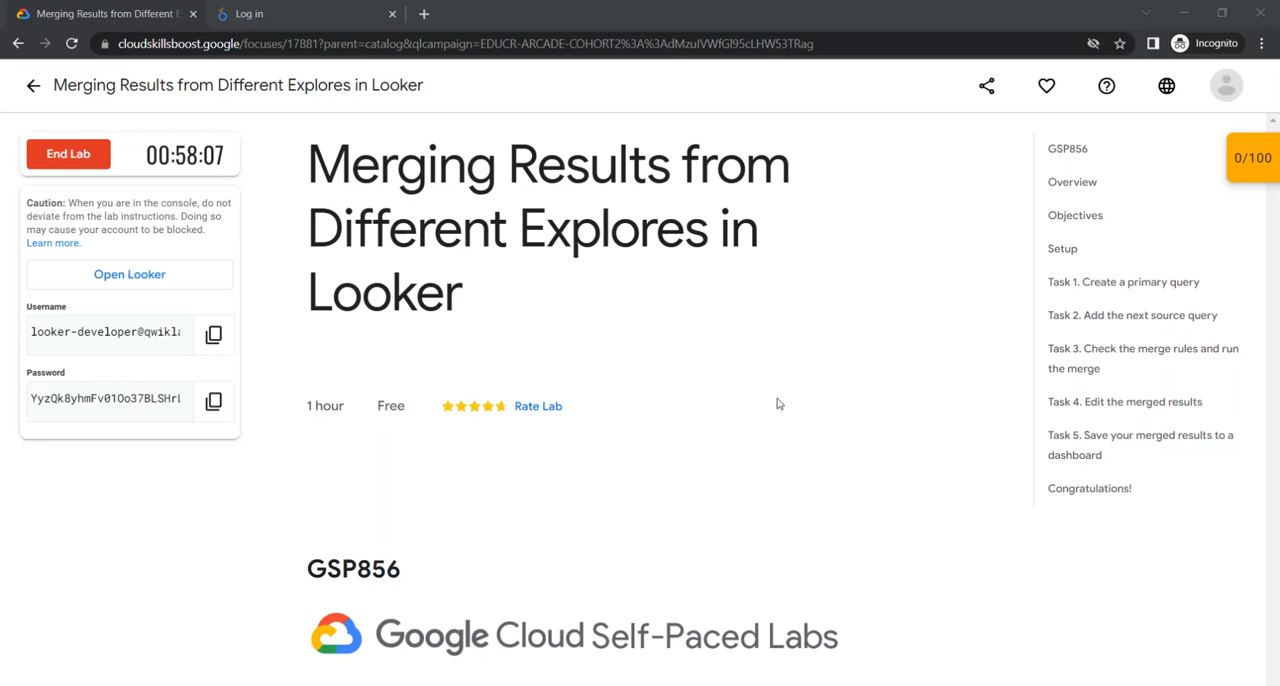 Merging Results from Different E
Log in
cloudskillsboost.google/focuses/17881?parent=catalog&qlcampaign=EDUCR-ARCADE-COHORT2%3A%3AdMzuIVWfGl95cLHW53TRag
Incognito
Merging Results from Different Explores in Looker
End Lab
00:58:07
Caution: When you are in the console, do not
deviate from the lab instructions. Doing so
may cause your account to be blocked.
Learn more.
Open Looker
Username
looker-developer@qwikla
Password
YyzQk8yhmFv01Oo37BLSHrL
Merging Results from
Different Explores in
Looker
1 hour
Free
Rate Lab
GSP856
Google Cloud Self-Paced Labs
GSP856
Overview
Objectives
Setup
Task 1. Create a primary query
Task 2. Add the next source query
Task 3. Check the merge rules and run
the merge
Task 4. Edit the merged results
Task 5. Save your merged results to a
dashboard
Congratulations!
0/100